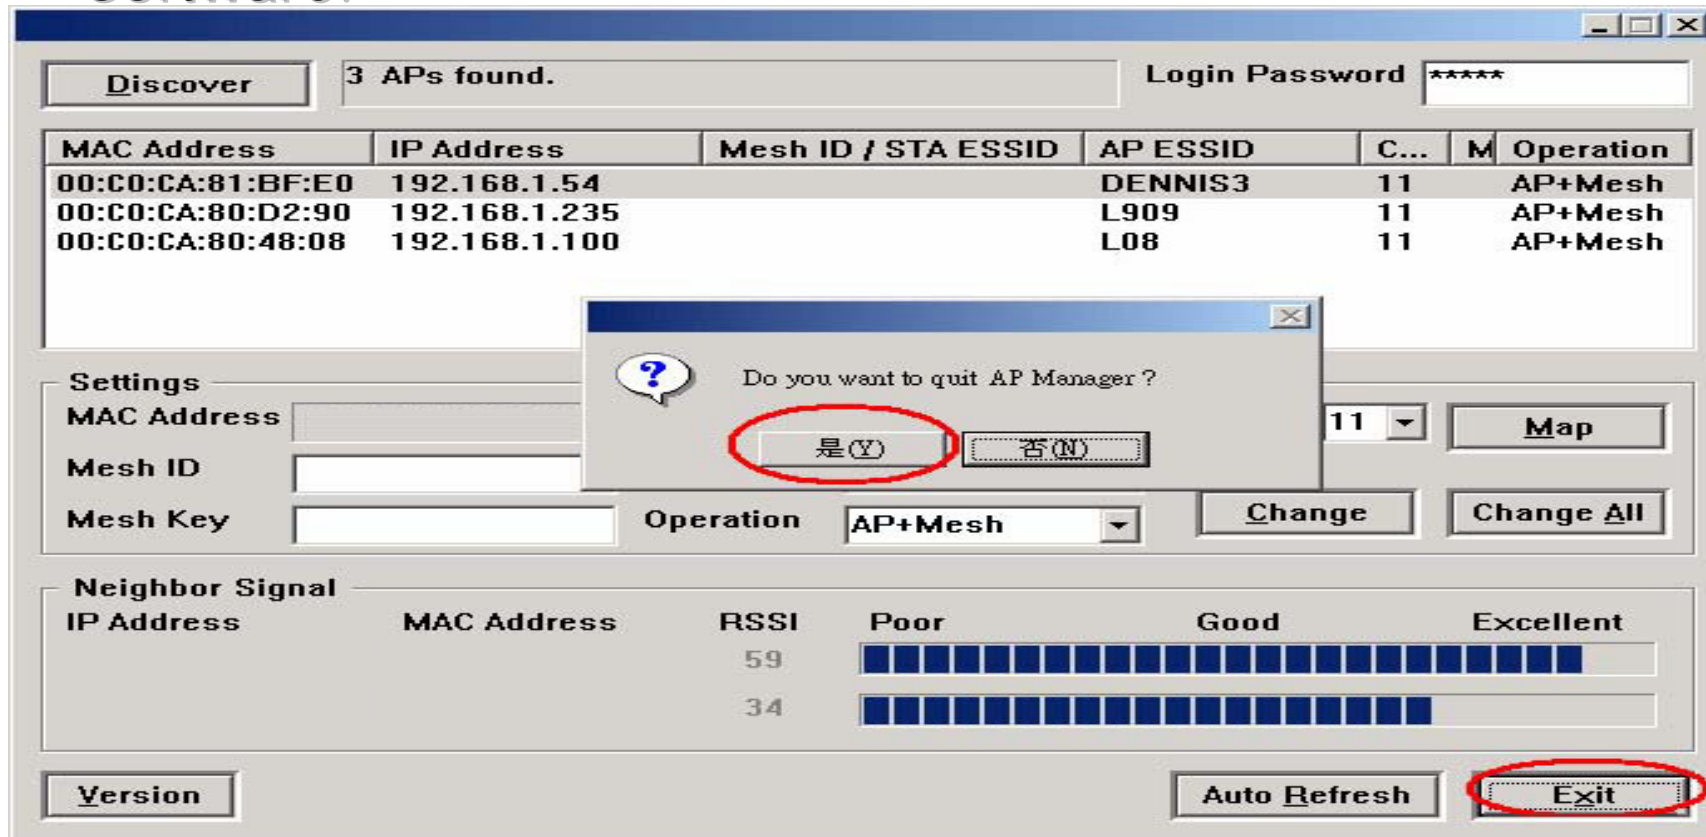 Discover 3 APs found. Login Password *****
MAC Address IP Address Mesh ID / STA ESSID AP ESSID C... M Operation
00:C0:CA:81:BF:E0 192.168.1.54 DENNIS3 11 AP+Mesh
00:C0:CA:80:D2:90 192.168.1.235 L909 11 AP+Mesh
00:C0:CA:80:48:08 192.168.1.100 L08 11 AP+Mesh
Do you want to quit AP Manager ?
是(Y) 否(N)
Settings
MAC Address 11 Map
Mesh ID
Mesh Key Operation AP+Mesh Change Change All
Neighbor Signal
IP Address MAC Address RSSI Poor Good Excellent
59
34
Version Auto Refresh Exit